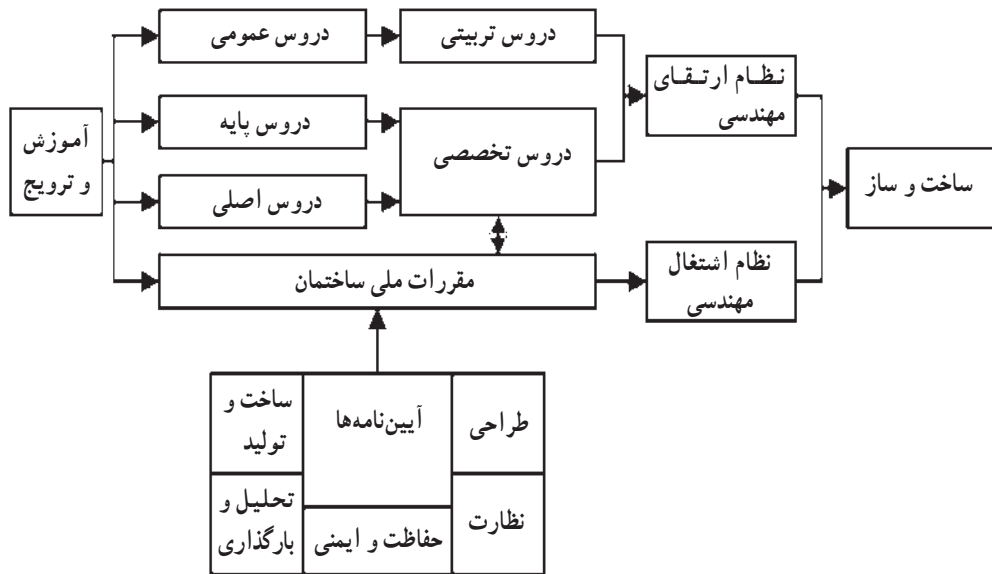 دروس عمومی
دروس تربیتی
نظام ارتقای
مهندسی
آموزش
و ترویج
دروس پایه
دروس تخصصی
دروس اصلی
ساخت و ساز
مقررات ملی ساختمان
نظام اشتغال
مهندسی
طراحی
آیین‌نامه‌ها
ساخت و
تولید
نظارت
حفاظت و ایمنی
تحلیل و
بارگذاری